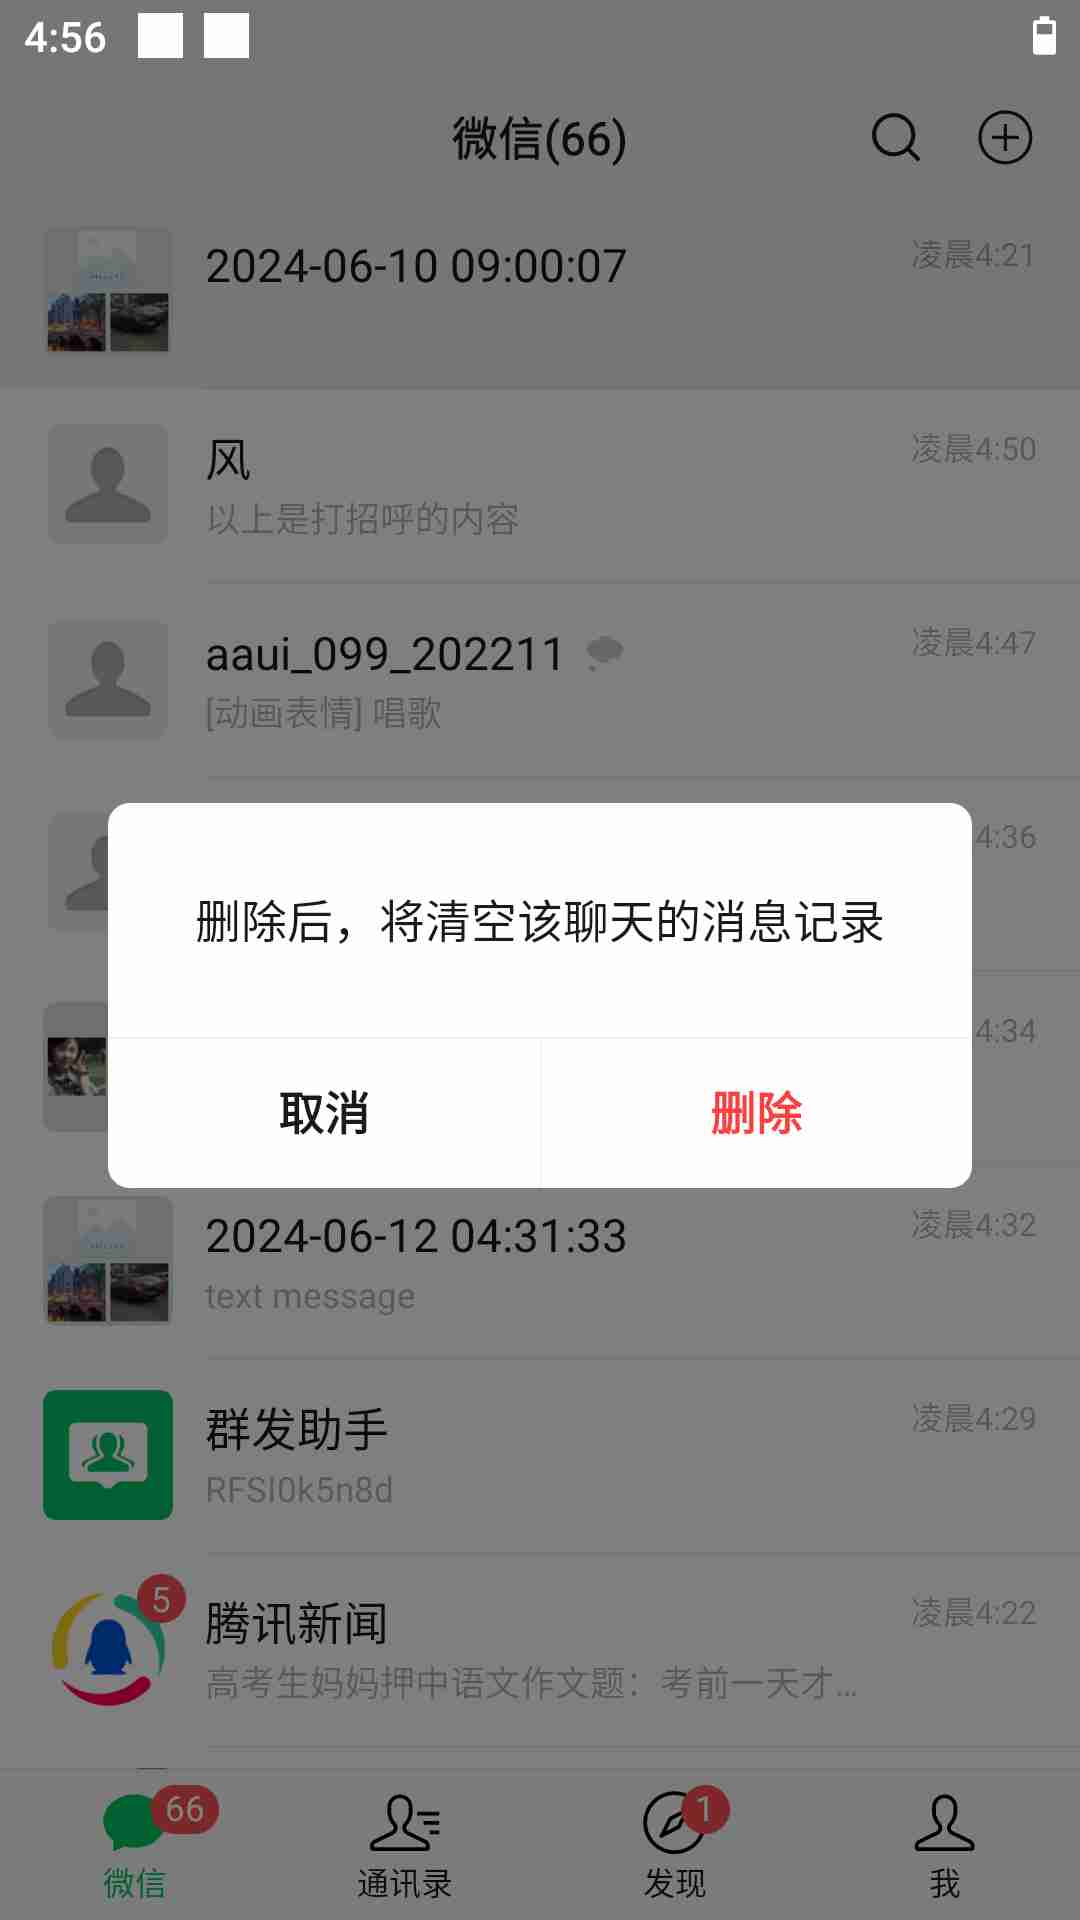 4:56
微信(66)
2024-06-10 09:00:07
凌晨4:21
风
凌晨4:50
以上是打招呼的内容
aaui_099_202211
凌晨4:47
[动画表情] 唱歌
4:36
删除后，将清空该聊天的消息记录
4:34
取消
删除
2024-06-12 04:31:33
凌晨4:32
text message
群发助手
凌晨4:29
RFSI0k5n8d
5
腾讯新闻
凌晨4:22
高考生妈妈押中语文作文题：考前一天才...
66
1
微信
通讯录
发现
我